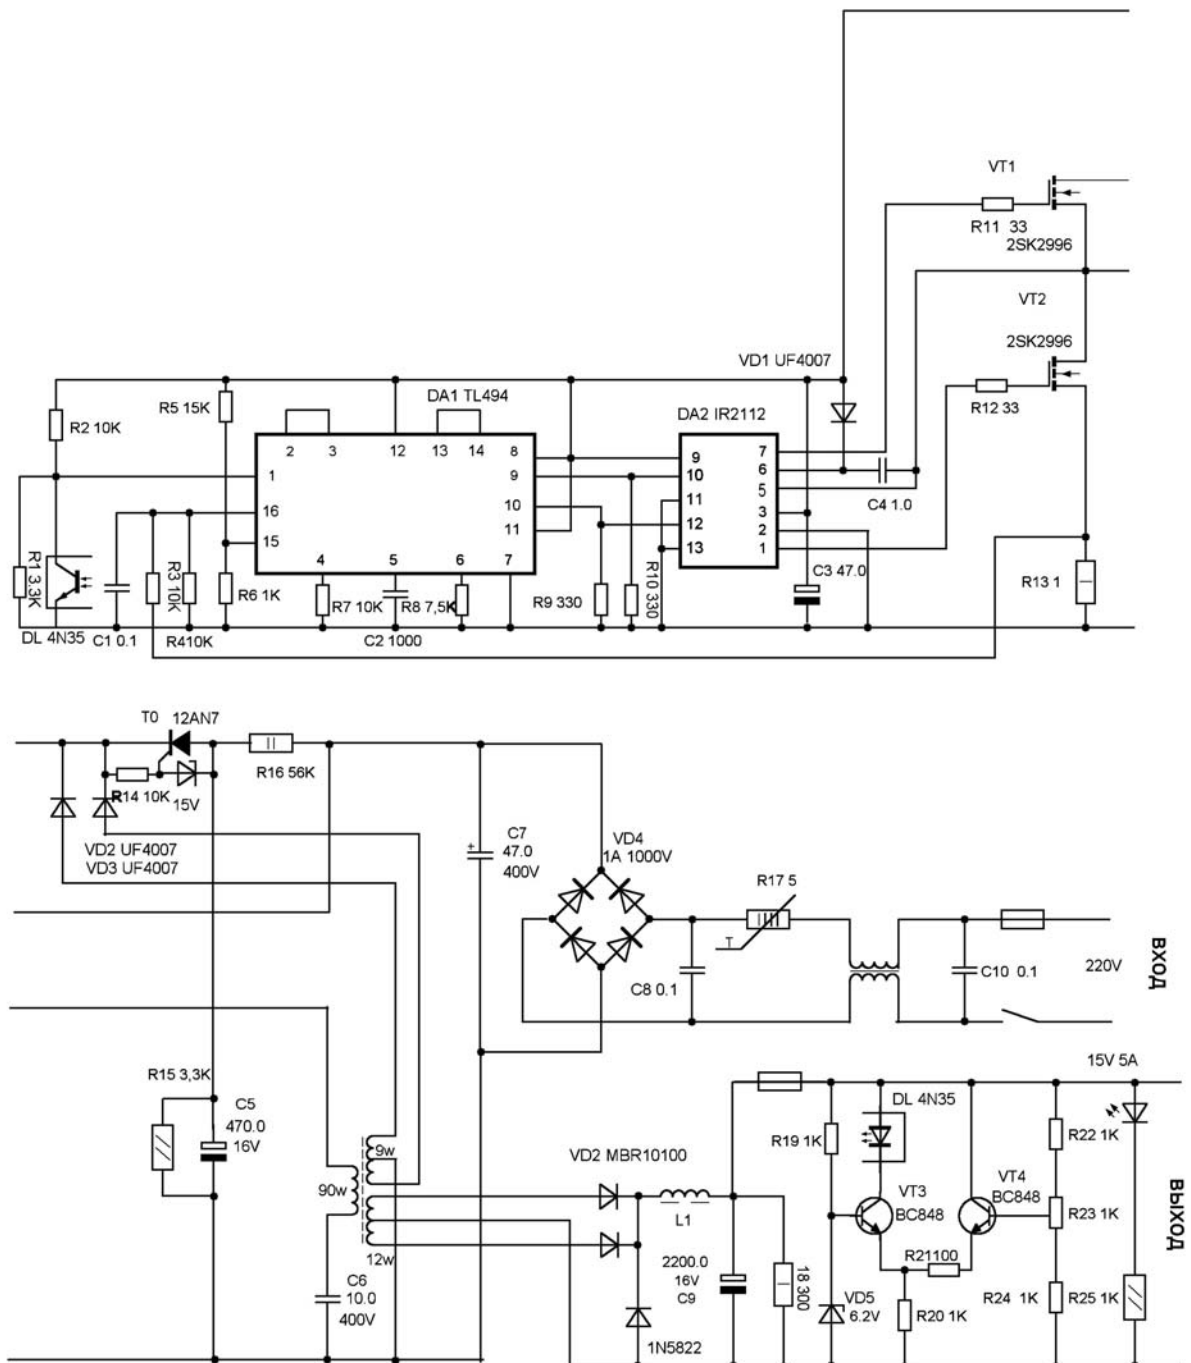 VT1
R11 33
2SK2996
VT2
2SK2996
VD1 UF4007
R12 33
DA1 TL494
DA2 IR2112
R5 15K
R2 10K
2 3 12 13 14 8
1 9
16 10
15 11
4 5 6 7
9 7
10 6
11 5
3
12 2
13 1
C4 1.0
C3 47.0
R13 1
R1 3.3K
R3 10K
R6 1K
R7 10K
R8 7,5K
R9 330
R10 330
DL 4N35
C1 0.1
R410K
C2 1000
T0 12AN7
R16 56K
R14 10K
15V
VD2 UF4007
VD3 UF4007
C7
+ 47.0
400V
VD4
1A 1000V
R17 5
T
C8 0.1
C10 0.1
220V
ВХОД
R15 3,3K
C5
470.0
16V
9w
90w
12w
C6
10.0
400V
VD2 MBR10100
L1
2200.0
16V
C9
18 300
1N5822
15V 5A
DL 4N35
R19 1K
R22 1K
VT3
BC848
VT4
BC848
R23 1K
R21100
VD5
6.2V
R20 1K
R24 1K
R25 1K
ВЫХОД